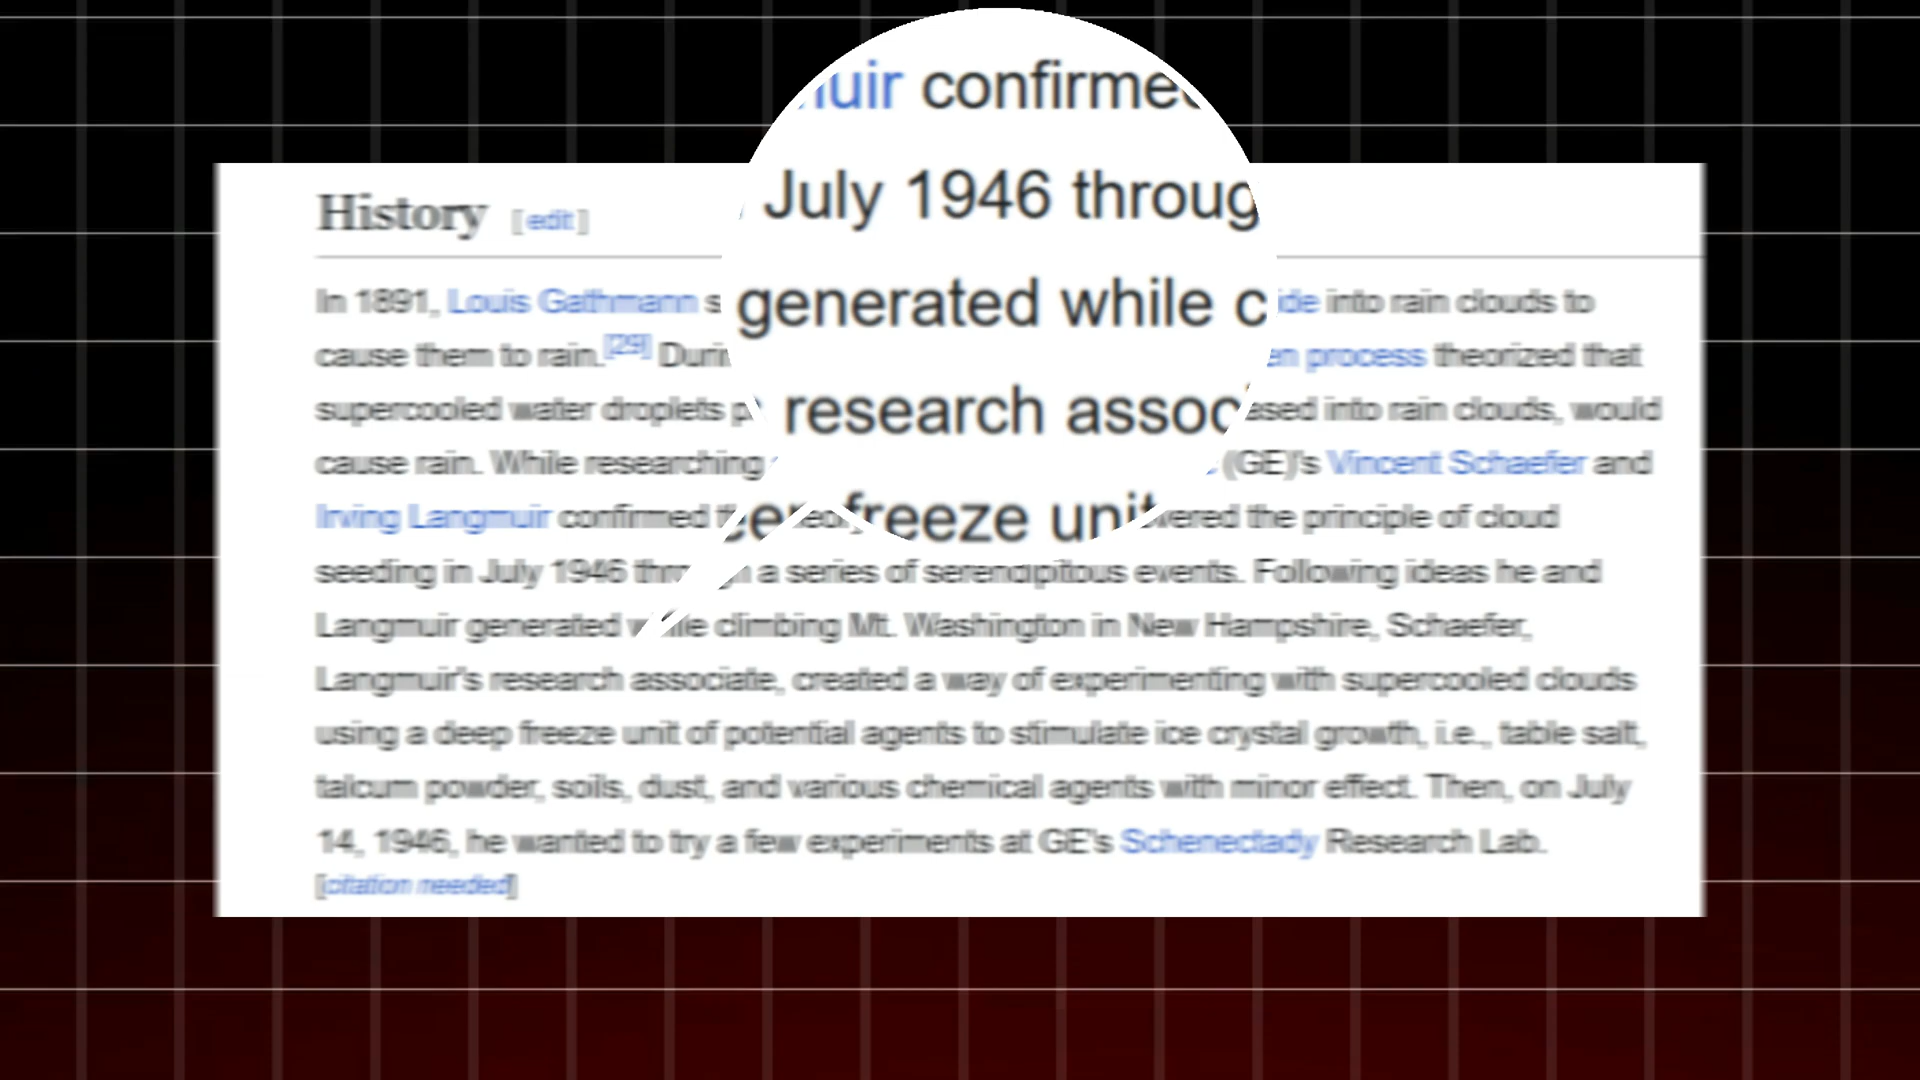 uir confirmed
July 1946 throug
generated while c
research assoc
freeze unit
History [edit]
In 1891, Louis Gathmann s ide into rain clouds to
cause them to rain.[29] Durin en process theorized that
supercooled water droplets p ased into rain clouds, would
cause rain. While researching (GE)'s Vincent Schaefer and
Irving Langmuir confirmed vered the principle of cloud
seeding in July 1946 through a series of serendipitous events. Following ideas he and
Langmuir generated while climbing Mt. Washington in New Hampshire, Schaefer,
Langmuir's research associate, created a way of experimenting with supercooled clouds
using a deep freeze unit of potential agents to stimulate ice crystal growth, i.e., table salt,
talcum powder, soils, dust, and various chemical agents with minor effect. Then, on July
14, 1946, he wanted to try a few experiments at GE's Schenectady Research Lab.
[citation needed]